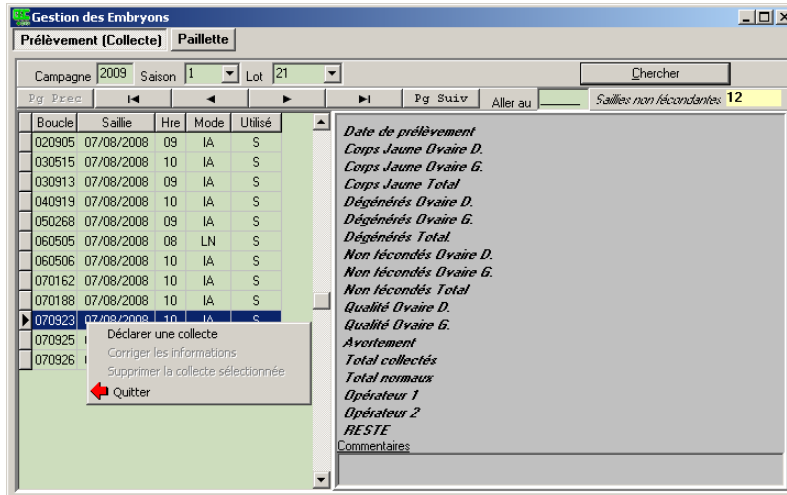 Gestion des Embryons
Prélèvement (Collecte) Paillette
Campagne 2009 Saison 1 Lot 21 Chercher
Pg Prec Pg Suiv Aller au Saillies non fécondantes 12
Boucle Saillie Hre Mode Utilisé
020905 07/08/2008 09 IA S
030515 07/08/2008 10 IA S
030913 07/08/2008 09 IA S
040919 07/08/2008 10 IA S
050268 07/08/2008 09 IA S
060505 07/08/2008 08 LN S
060506 07/08/2008 10 IA S
070162 07/08/2008 10 IA S
070188 07/08/2008 10 IA S
070923 07/08/2008 10 IA S
070925
070926
Déclarer une collecte
Corriger les informations
Supprimer la collecte sélectionnée
Quitter
Date de prélèvement
Corps Jaune Ovaire D.
Corps Jaune Ovaire G.
Corps Jaune Total
Dégénérés Ovaire D.
Dégénérés Ovaire G.
Dégénérés Total
Non fécondés Ovaire D.
Non fécondés Ovaire G.
Non fécondés Total
Qualité Ovaire D.
Qualité Ovaire G.
Avortement
Total collectés
Total normaux
Opérateur 1
Opérateur 2
RESTE
Commentaires